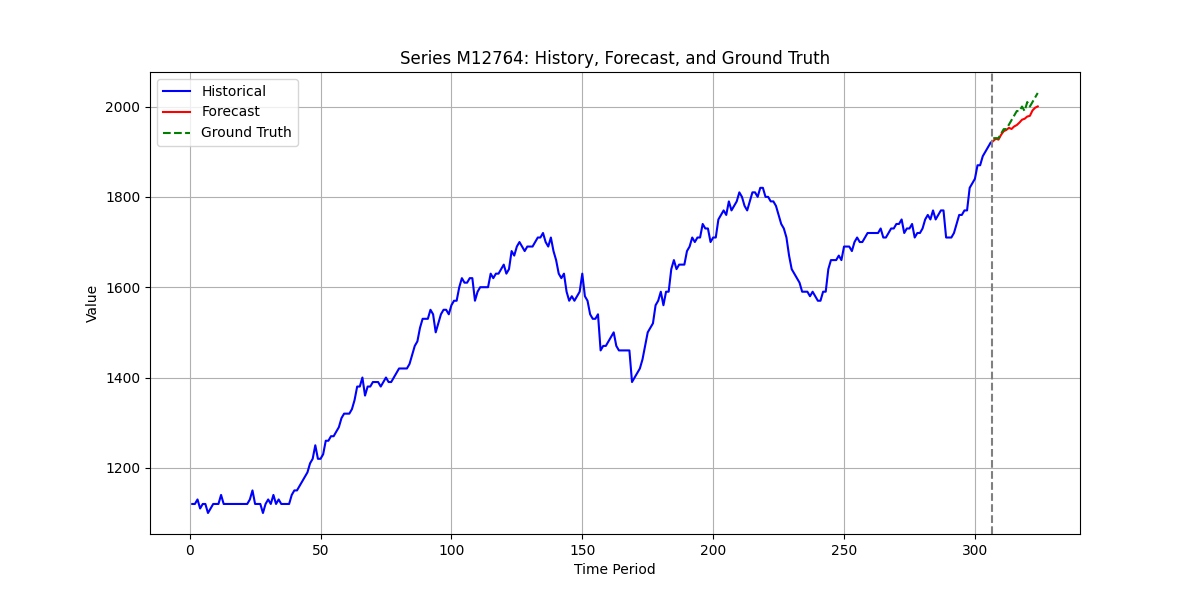 Series M12764: History, Forecast, and Ground Truth
Historical
Forecast
Ground Truth
2000
1800
1600
1400
1200
Value
0 50 100 150 200 250 300
Time Period